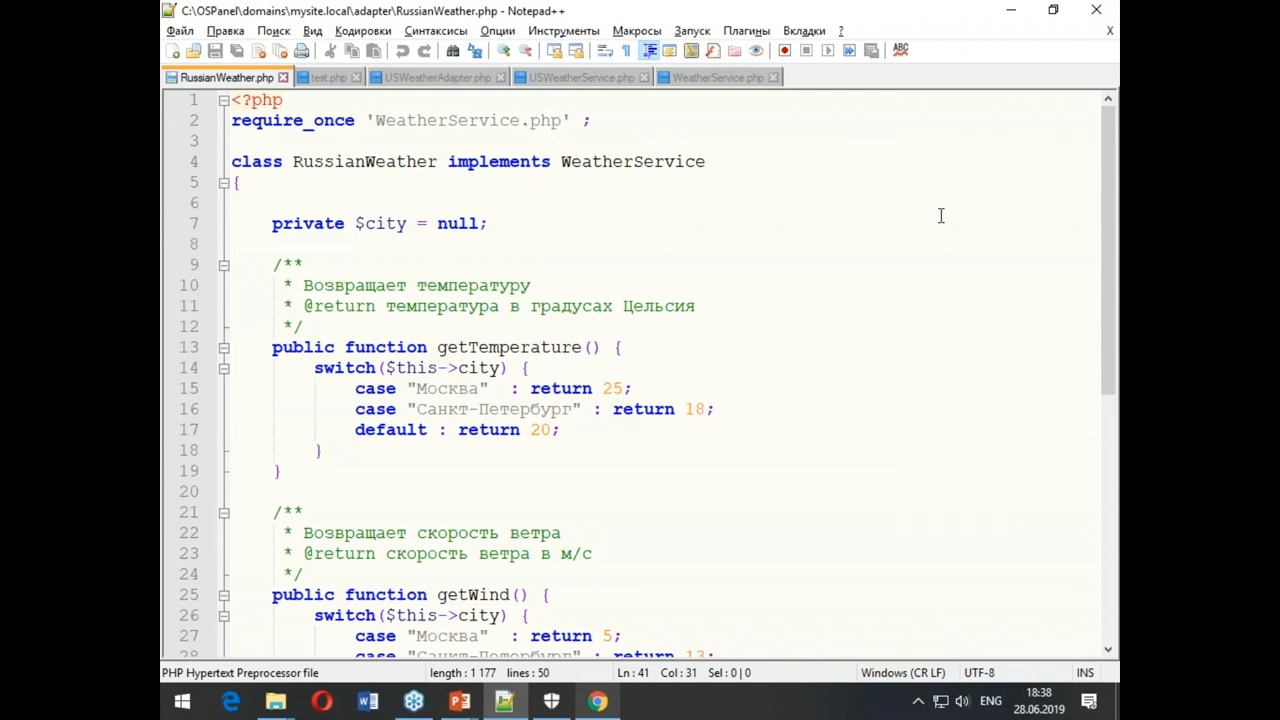 C:\OSPanel\domains\mysite.local\adapter\RussianWeather.php - Notepad++
Файл Правка Поиск Вид Кодировки Синтаксисы Опции Инструменты Макросы Запуск Плагины Вкладки ? X
RussianWeather.php test.php USWeatherAdapter.php USWeatherService.php WeatherService.php
1 <?php
2 require_once 'WeatherService.php' ;
3
4 class RussianWeather implements WeatherService
5 {
6
7 private $city = null;
8
9 /**
10 * Возвращает температуру
11 * @return температура в градусах Цельсия
12 */
13 public function getTemperature() {
14 switch($this->city) {
15 case "Москва" : return 25;
16 case "Санкт-Петербург" : return 18;
17 default : return 20;
18 }
19 }
20
21 /**
22 * Возвращает скорость ветра
23 * @return скорость ветра в м/с
24 */
25 public function getWind() {
26 switch($this->city) {
27 case "Москва" : return 5;
28 case "Санкт-Петербург" : return 13;
PHP Hypertext Preprocessor file length : 1 177 lines : 50 Ln : 41 Col : 31 Sel : 0 | 0 Windows (CR LF) UTF-8 INS
ENG 18:38
28.06.2019